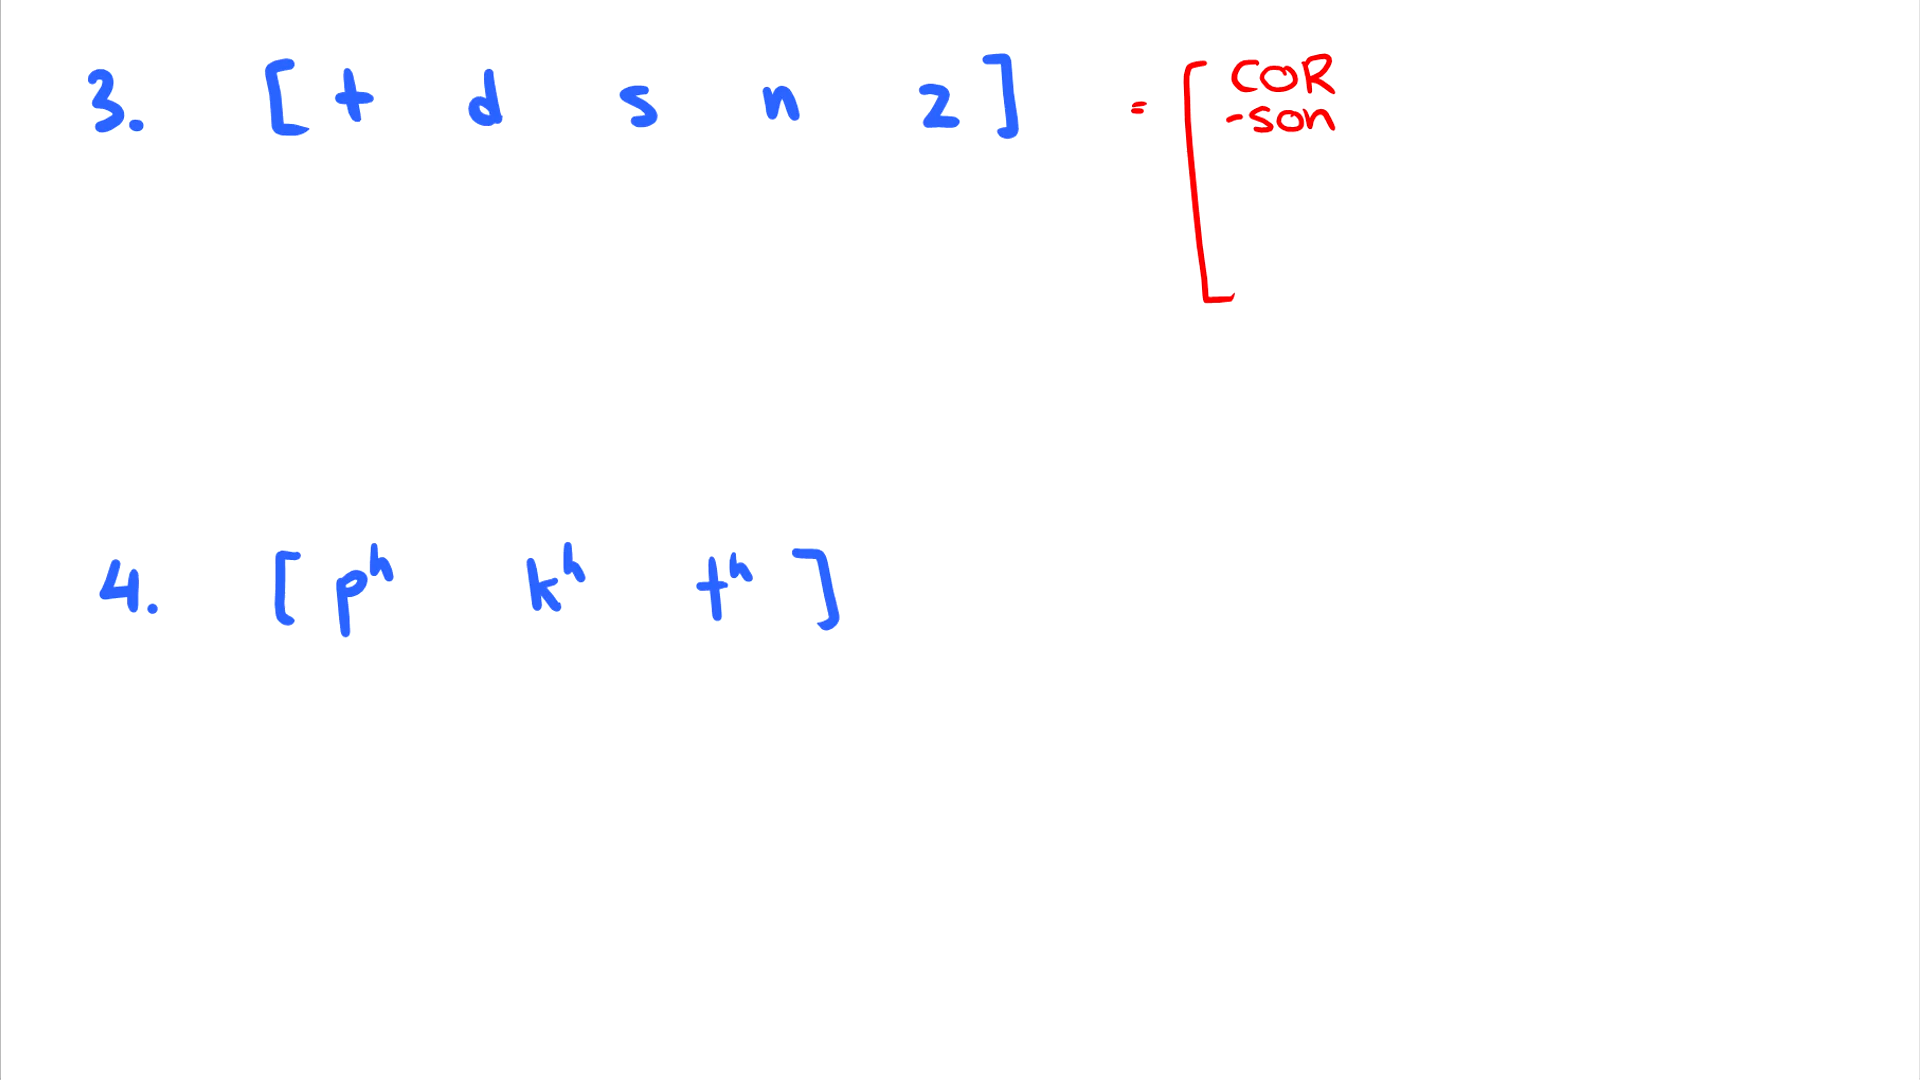 3. [ t d s n z ] = [ COR
-son
4. [ pʰ kʰ tʰ ]